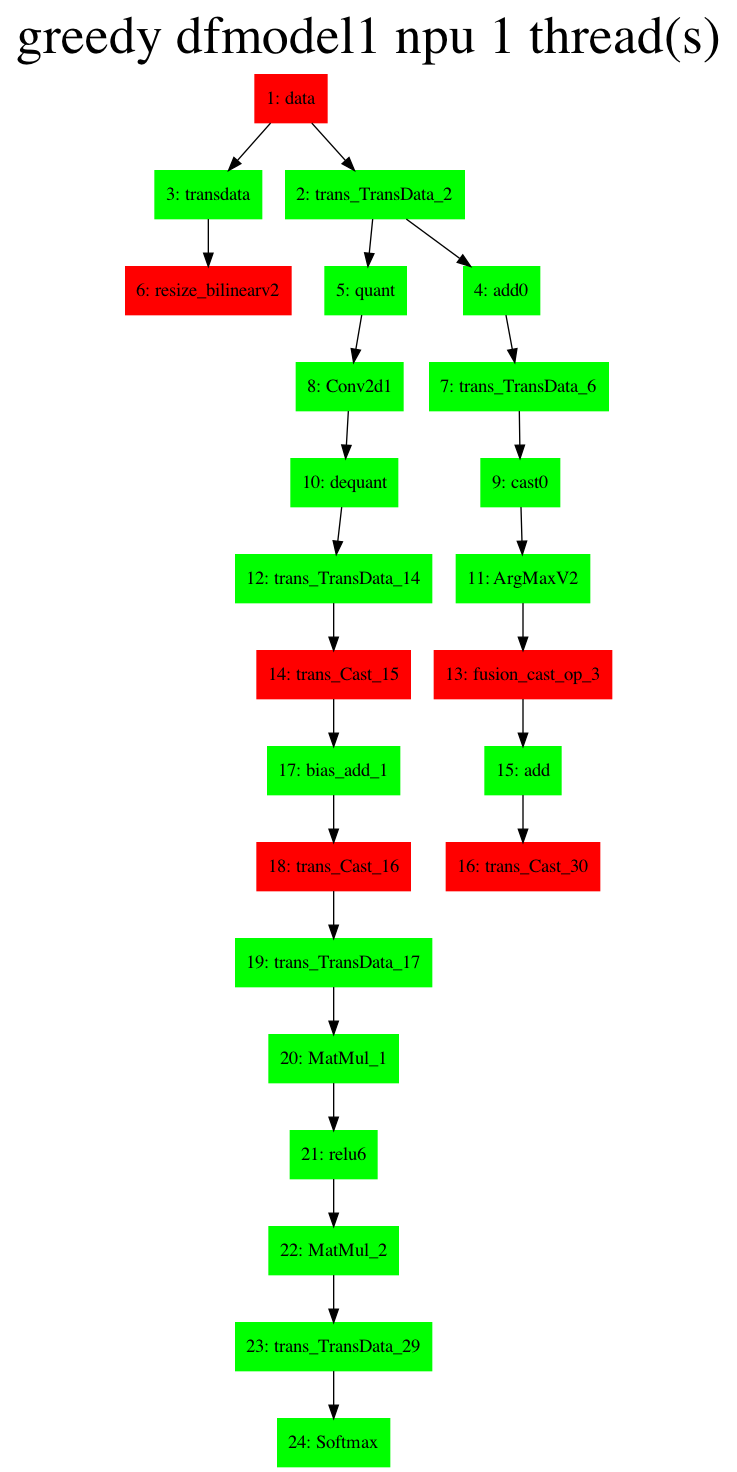 greedy dfmodel1 npu 1 thread(s)
1: data
3: transdata
2: trans_TransData_2
6: resize_bilinearv2
5: quant
4: add0
8: Conv2d1
7: trans_TransData_6
10: dequant
9: cast0
12: trans_TransData_14
11: ArgMaxV2
14: trans_Cast_15
13: fusion_cast_op_3
17: bias_add_1
15: add
18: trans_Cast_16
16: trans_Cast_30
19: trans_TransData_17
20: MatMul_1
21: relu6
22: MatMul_2
23: trans_TransData_29
24: Softmax